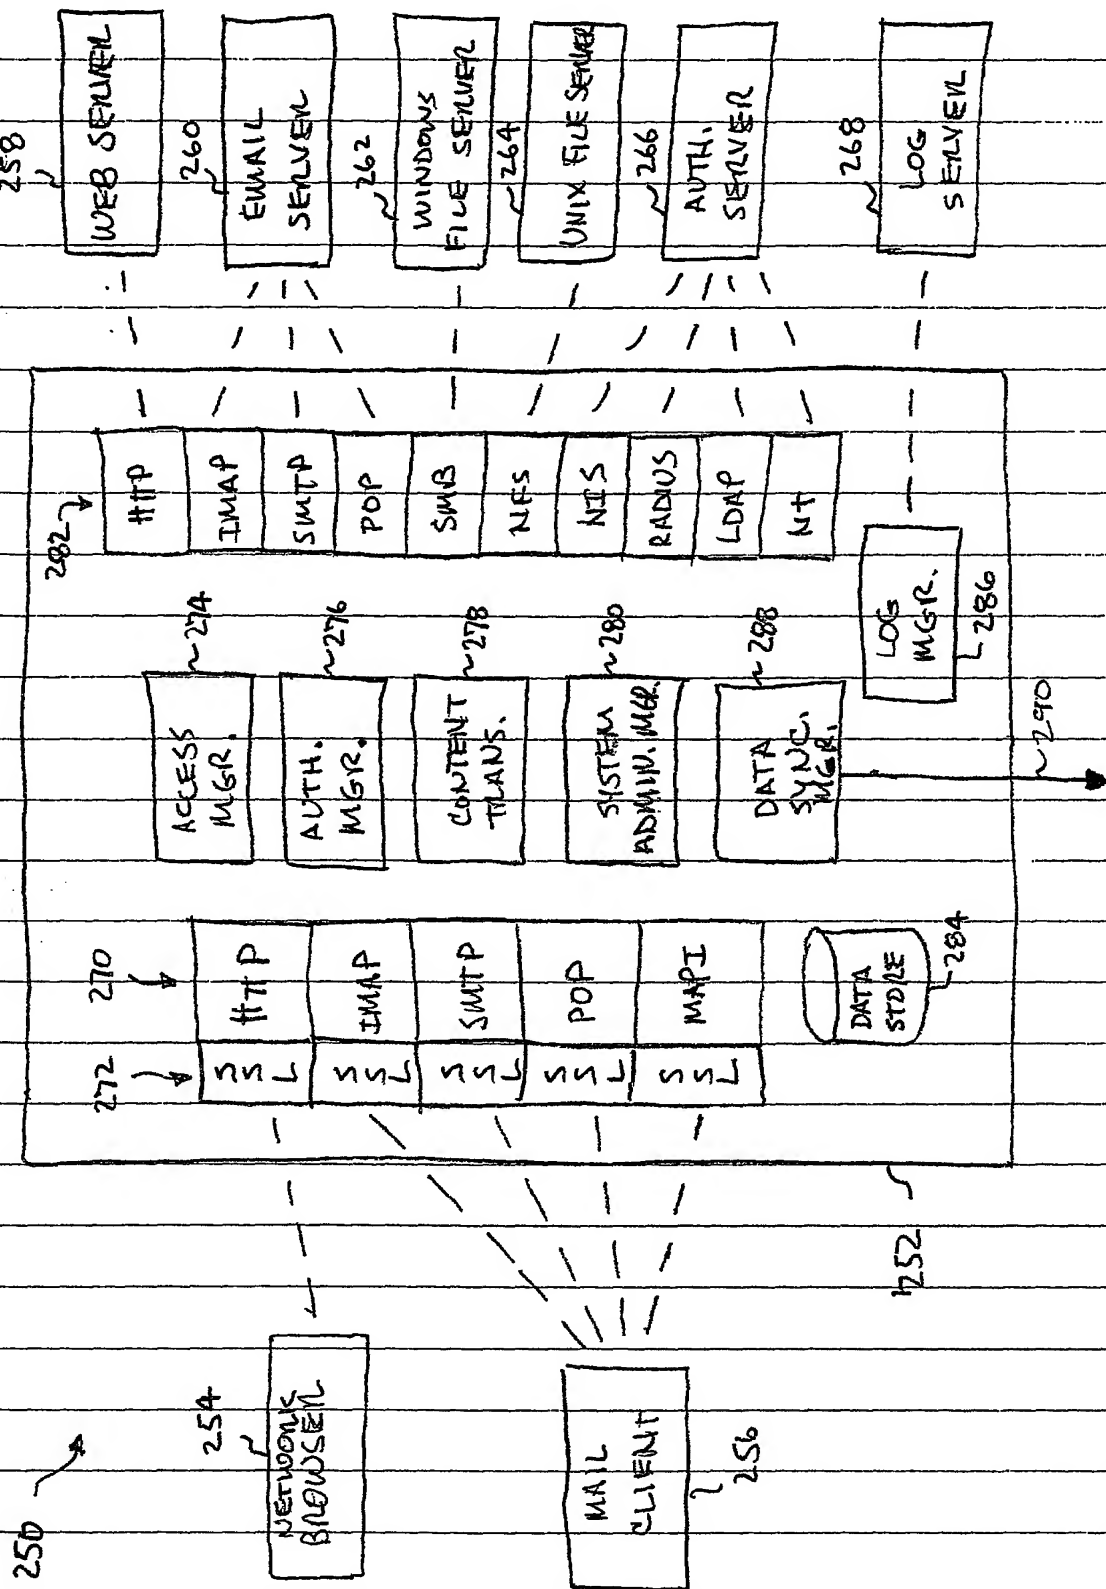 250
254
NETWORK
BROWSER
MAIL
CLIENT
256
252
272
270
SSL
HTTP
SSL
IMAP
SSL
SMTP
SSL
POP
SSL
MAPI
DATA
STORE
284
ACCESS
MGR.
274
AUTH.
MGR.
276
CONTENT
TRANS.
278
SYSTEM
ADMIN. MGR.
280
DATA
SYNC.
MGR.
288
290
LOG
MGR.
286
282
HTTP
IMAP
SMTP
POP
SMB
NFS
NIS
RADIUS
LDAP
NT
258
WEB SERVER
260
EMAIL
SERVER
262
WINDOWS
FILE SERVER
264
UNIX FILE SERVER
266
AUTH.
SERVER
268
LOG
SERVER